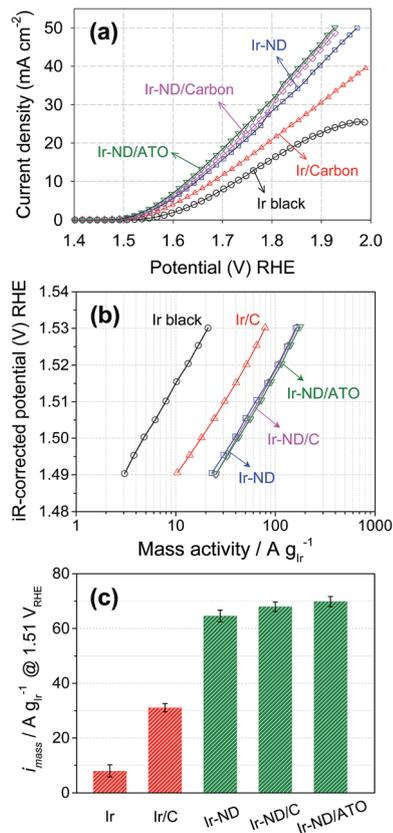 (a)
Current density (mA cm⁻²)
50
40
30
20
10
0
Ir-ND
Ir-ND/Carbon
Ir-ND/ATO
Ir/Carbon
Ir black
1.4 1.5 1.6 1.7 1.8 1.9 2.0
Potential (V) RHE
(b)
iR-corrected potential (V) RHE
1.54
1.53
1.52
1.51
1.50
1.49
1.48
Ir black
Ir/C
Ir-ND/ATO
Ir-ND/C
Ir-ND
1 10 100 1000
Mass activity / A g_Ir⁻¹
(c)
i_mass / A g_Ir⁻¹ @ 1.51 V_RHE
80
60
40
20
0
Ir Ir/C Ir-ND Ir-ND/C Ir-ND/ATO